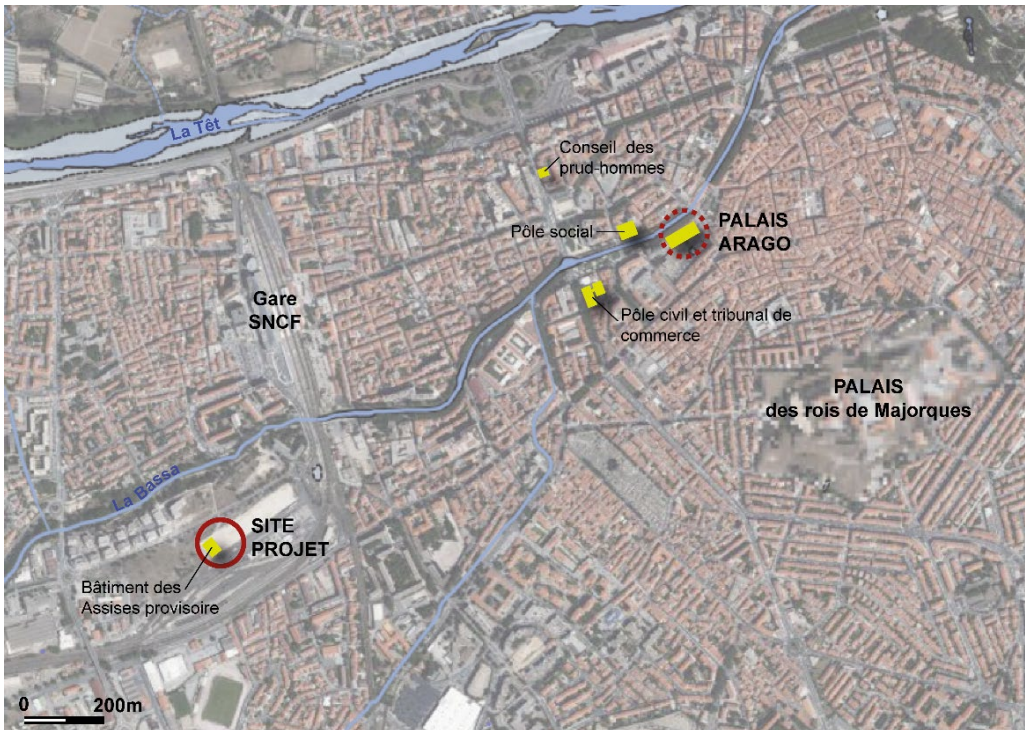 La Têt
Conseil des
prud-hommes
Pôle social
PALAIS
ARAGO
Gare
SNCF
Pôle civil et tribunal de
commerce
PALAIS
des rois de Majorques
La Bassa
SITE
PROJET
Bâtiment des
Assises provisoire
0 200m